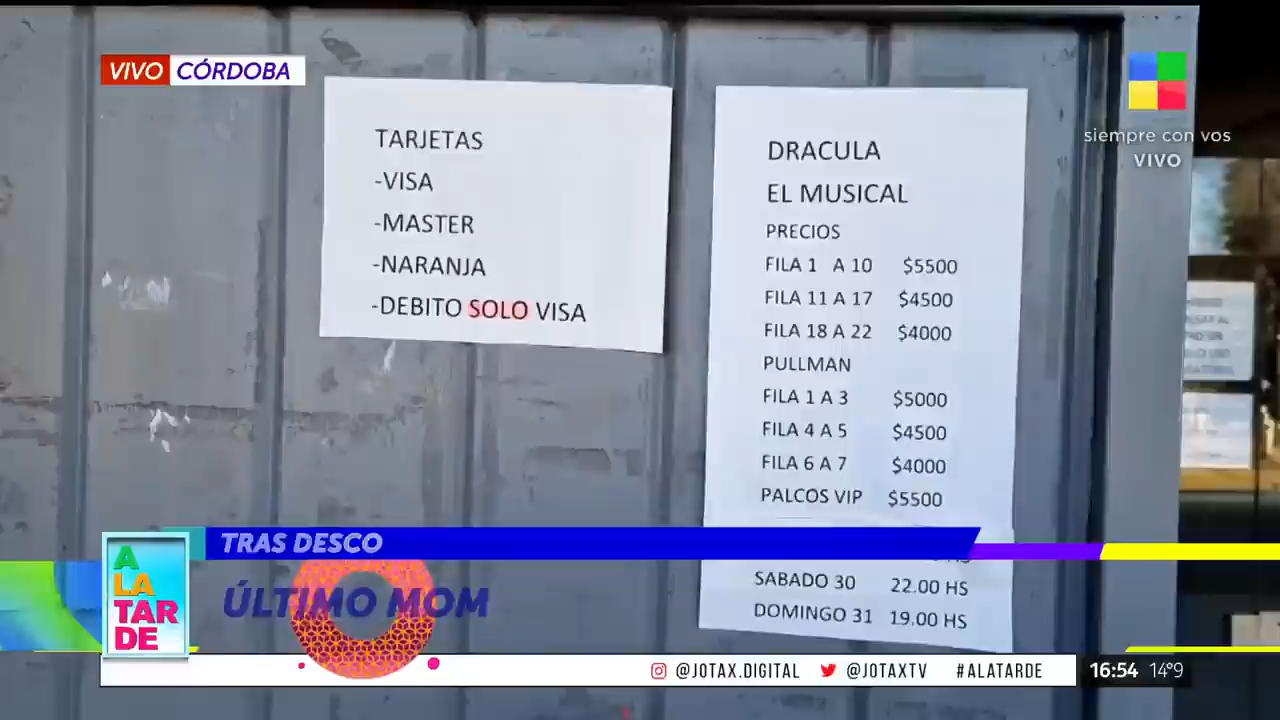 VIVO CÓRDOBA
siempre con vos
VIVO
TARJETAS
-VISA
-MASTER
-NARANJA
-DEBITO SOLO VISA
DRACULA
EL MUSICAL
PRECIOS
FILA 1 A 10 $5500
FILA 11 A 17 $4500
FILA 18 A 22 $4000
PULLMAN
FILA 1 A 3 $5000
FILA 4 A 5 $4500
FILA 6 A 7 $4000
PALCOS VIP $5500
SABADO 30 22.00 HS
DOMINGO 31 19.00 HS
TRAS DESCO
ÚLTIMO MOM
A
LA
TAR
DE
@JOTAX.DIGITAL @JOTAXTV #ALATARDE
16:54 14°9